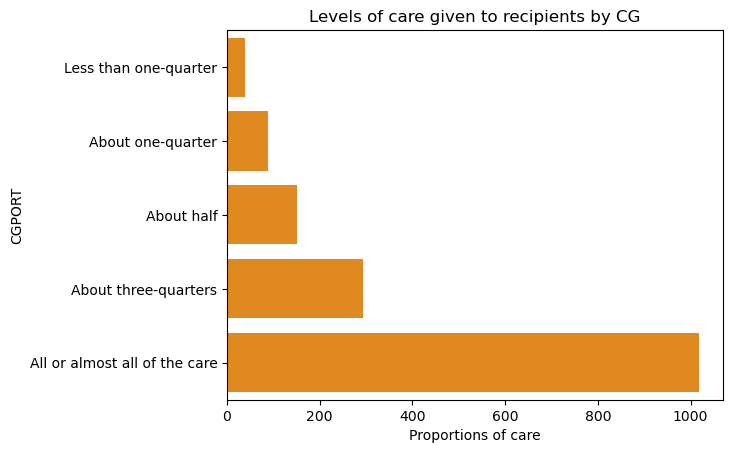 Levels of care given to recipients by CG
CGPORT
Less than one-quarter
About one-quarter
About half
About three-quarters
All or almost all of the care
0 200 400 600 800 1000
Proportions of care